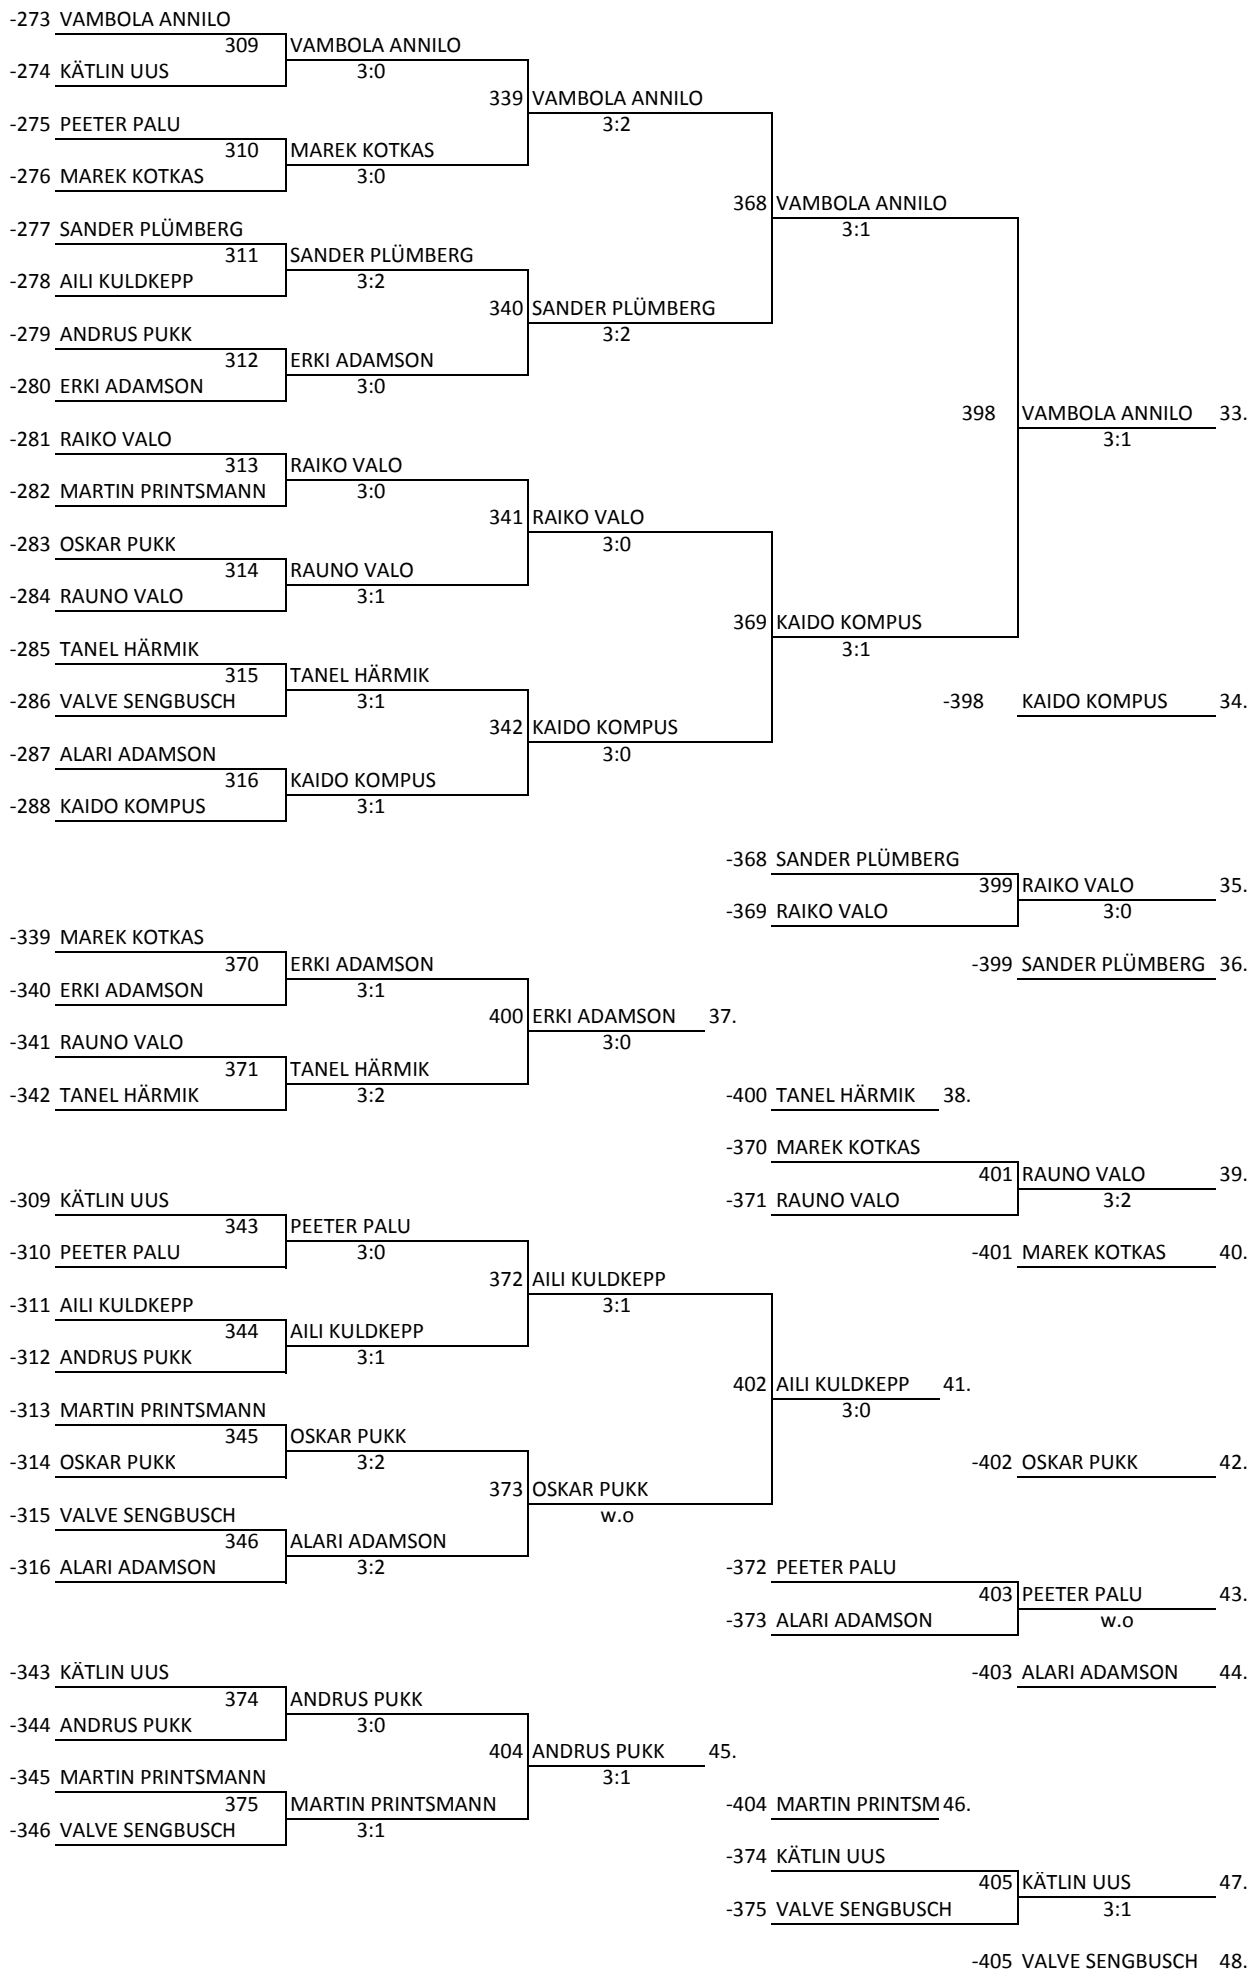 -273 VAMBOLA ANNILO
309 VAMBOLA ANNILO
-274 KÄTLIN UUS 3:0
339 VAMBOLA ANNILO
-275 PEETER PALU 3:2
310 MAREK KOTKAS
-276 MAREK KOTKAS 3:0
368 VAMBOLA ANNILO
-277 SANDER PLÜMBERG 3:1
311 SANDER PLÜMBERG
-278 AILI KULDKEPP 3:2
340 SANDER PLÜMBERG
-279 ANDRUS PUKK 3:2
312 ERKI ADAMSON
-280 ERKI ADAMSON 3:0
398 VAMBOLA ANNILO 33.
-281 RAIKO VALO 3:1
313 RAIKO VALO
-282 MARTIN PRINTSMANN 3:0
341 RAIKO VALO
-283 OSKAR PUKK 3:0
314 RAUNO VALO
-284 RAUNO VALO 3:1
369 KAIDO KOMPUS
-285 TANEL HÄRMIK 3:1
315 TANEL HÄRMIK
-286 VALVE SENGBUSCH 3:1 -398 KAIDO KOMPUS 34.
342 KAIDO KOMPUS
-287 ALARI ADAMSON 3:0
316 KAIDO KOMPUS
-288 KAIDO KOMPUS 3:1
-368 SANDER PLÜMBERG
399 RAIKO VALO 35.
-369 RAIKO VALO 3:0
-339 MAREK KOTKAS
370 ERKI ADAMSON -399 SANDER PLÜMBERG 36.
-340 ERKI ADAMSON 3:1
400 ERKI ADAMSON 37.
-341 RAUNO VALO 3:0
371 TANEL HÄRMIK
-342 TANEL HÄRMIK 3:2 -400 TANEL HÄRMIK 38.
-370 MAREK KOTKAS
401 RAUNO VALO 39.
-309 KÄTLIN UUS -371 RAUNO VALO 3:2
343 PEETER PALU
-310 PEETER PALU 3:0 -401 MAREK KOTKAS 40.
372 AILI KULDKEPP
-311 AILI KULDKEPP 3:1
344 AILI KULDKEPP
-312 ANDRUS PUKK 3:1
402 AILI KULDKEPP 41.
-313 MARTIN PRINTSMANN 3:0
345 OSKAR PUKK
-314 OSKAR PUKK 3:2 -402 OSKAR PUKK 42.
373 OSKAR PUKK
-315 VALVE SENGBUSCH w.o
346 ALARI ADAMSON
-316 ALARI ADAMSON 3:2 -372 PEETER PALU
403 PEETER PALU 43.
-373 ALARI ADAMSON w.o
-343 KÄTLIN UUS -403 ALARI ADAMSON 44.
374 ANDRUS PUKK
-344 ANDRUS PUKK 3:0
404 ANDRUS PUKK 45.
-345 MARTIN PRINTSMANN 3:1
375 MARTIN PRINTSMANN -404 MARTIN PRINTSM 46.
-346 VALVE SENGBUSCH 3:1
-374 KÄTLIN UUS
405 KÄTLIN UUS 47.
-375 VALVE SENGBUSCH 3:1
-405 VALVE SENGBUSCH 48.